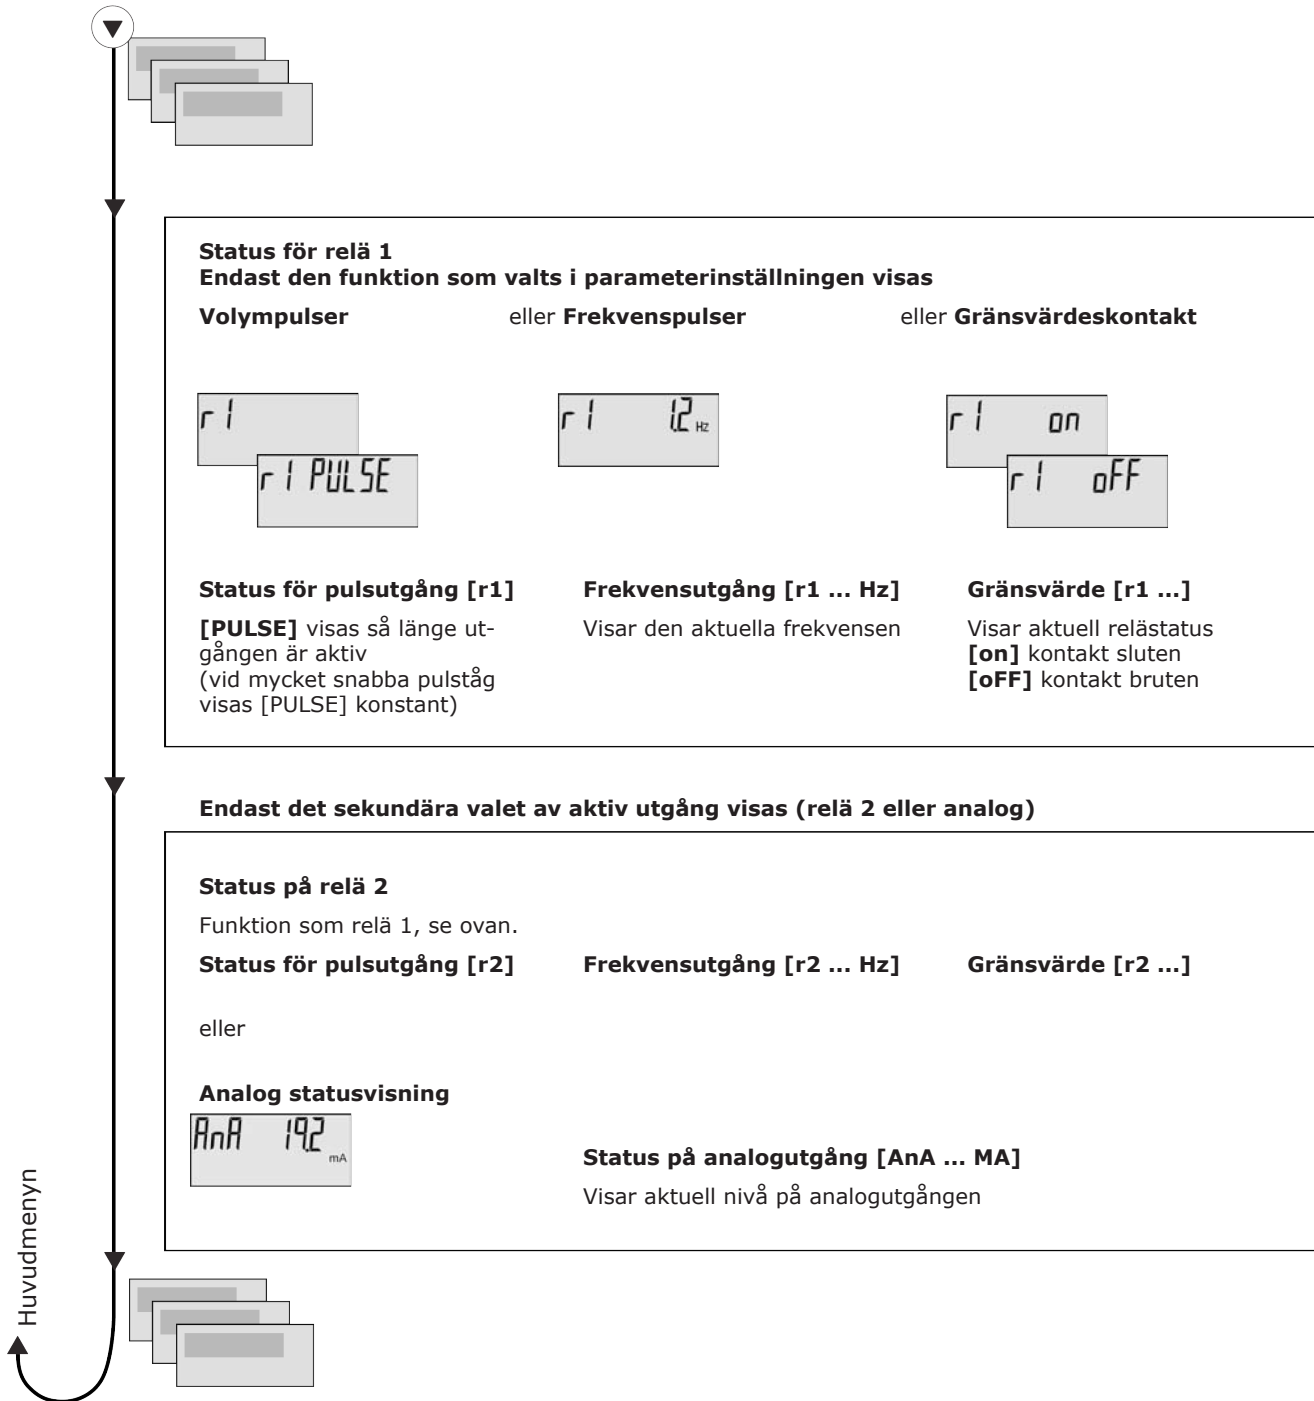 Status för relä 1
Endast den funktion som valts i parameterinställningen visas
Volympulser eller Frekvenspulser eller Gränsvärdeskontakt
r1
r1 PULSE
r1 1.2 Hz
r1 on
r1 oFF
Status för pulsutgång [r1]
[PULSE] visas så länge ut-
gången är aktiv
(vid mycket snabba pulståg
visas [PULSE] konstant)
Frekvensutgång [r1 ... Hz]
Visar den aktuella frekvensen
Gränsvärde [r1 ...]
Visar aktuell relästatus
[on] kontakt sluten
[oFF] kontakt bruten
Endast det sekundära valet av aktiv utgång visas (relä 2 eller analog)
Status på relä 2
Funktion som relä 1, se ovan.
Status för pulsutgång [r2] Frekvensutgång [r2 ... Hz] Gränsvärde [r2 ...]
eller
Analog statusvisning
AnA 19.2 mA
Status på analogutgång [AnA ... MA]
Visar aktuell nivå på analogutgången
Huvudmenyn